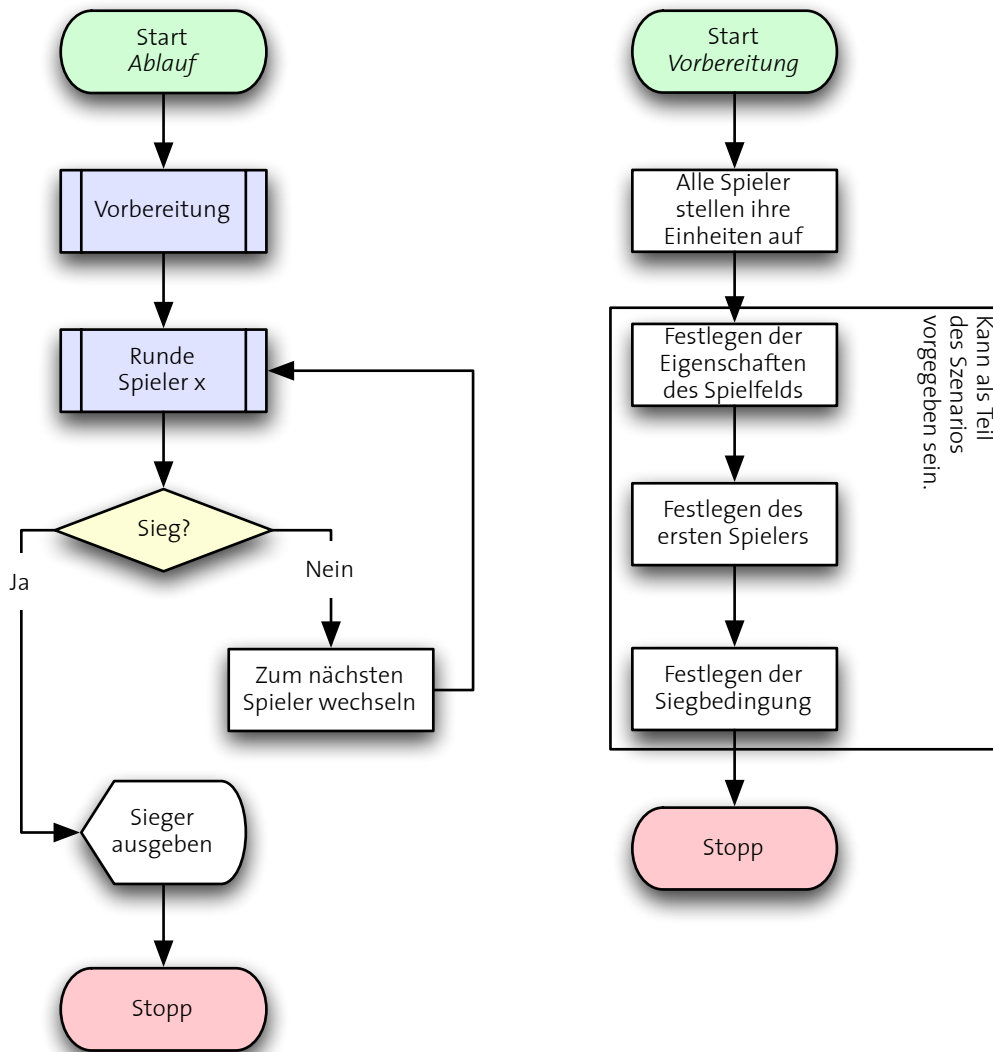 Start
Ablauf
Vorbereitung
Runde
Spieler x
Sieg?
Ja
Nein
Zum nächsten
Spieler wechseln
Sieger
ausgeben
Stopp
Start
Vorbereitung
Alle Spieler
stellen ihre
Einheiten auf
Festlegen der
Eigenschaften
des Spielfelds
Kann als Teil
des Szenarios
vorgegeben sein.
Festlegen des
ersten Spielers
Festlegen der
Siegbedingung
Stopp